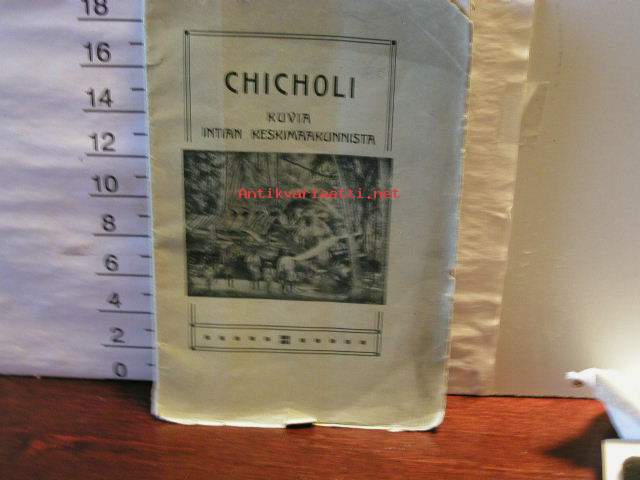 18
16
14
12
10
8
6
4
2
0
CHICHOLI
KUVIA
INTIAN KESKIMAAKUNNISTA
Antikvariaatti.net